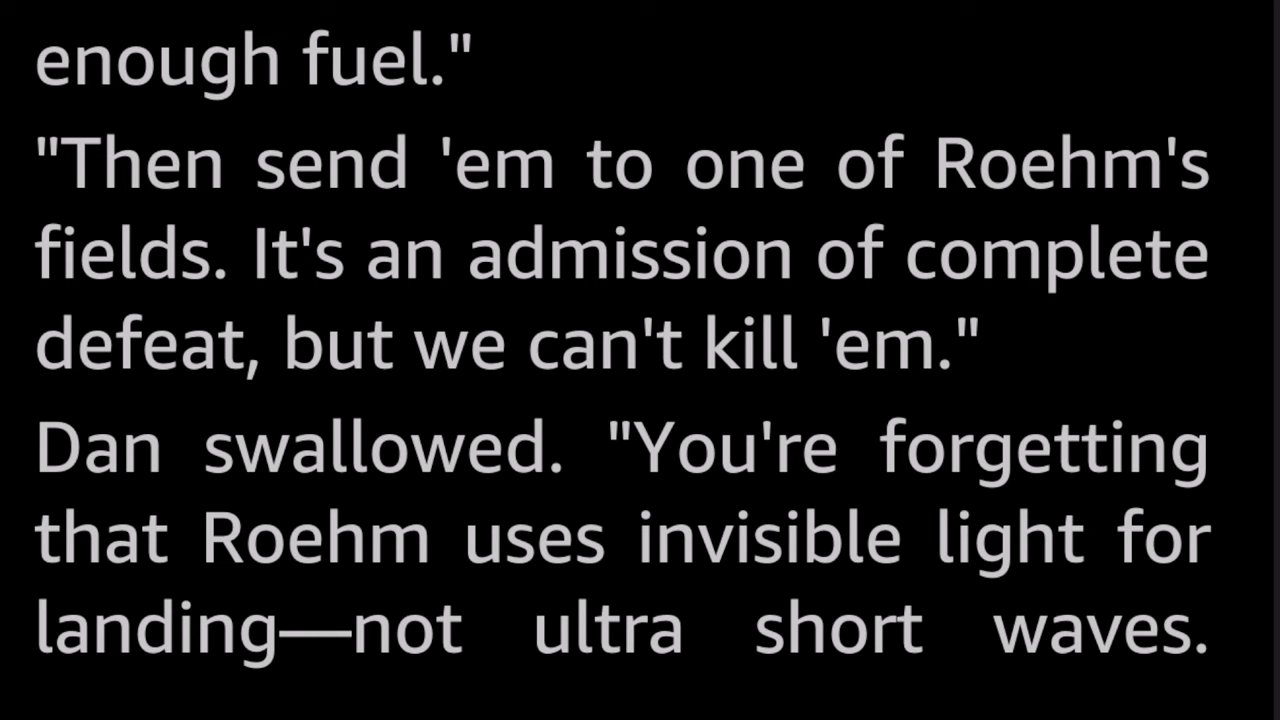 enough fuel."
"Then send 'em to one of Roehm's
fields. It's an admission of complete
defeat, but we can't kill 'em."
Dan swallowed. "You're forgetting
that Roehm uses invisible light for
landing—not ultra short waves.